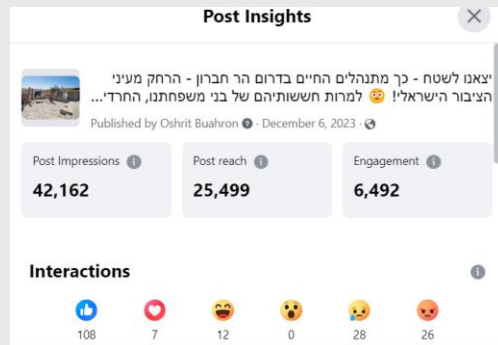 Post Insights
יצאנו לשטח - כך מתנהלים החיים בדרום הר חברון - הרחק מעיני
הציבור הישראלי! 😳 למרות חששותיהם של בני משפחתנו, החרדי...
Published by Oshrit Buahron · December 6, 2023 ·
Post Impressions
42,162
Post reach
25,499
Engagement
6,492
Interactions
108 7 12 0 28 26